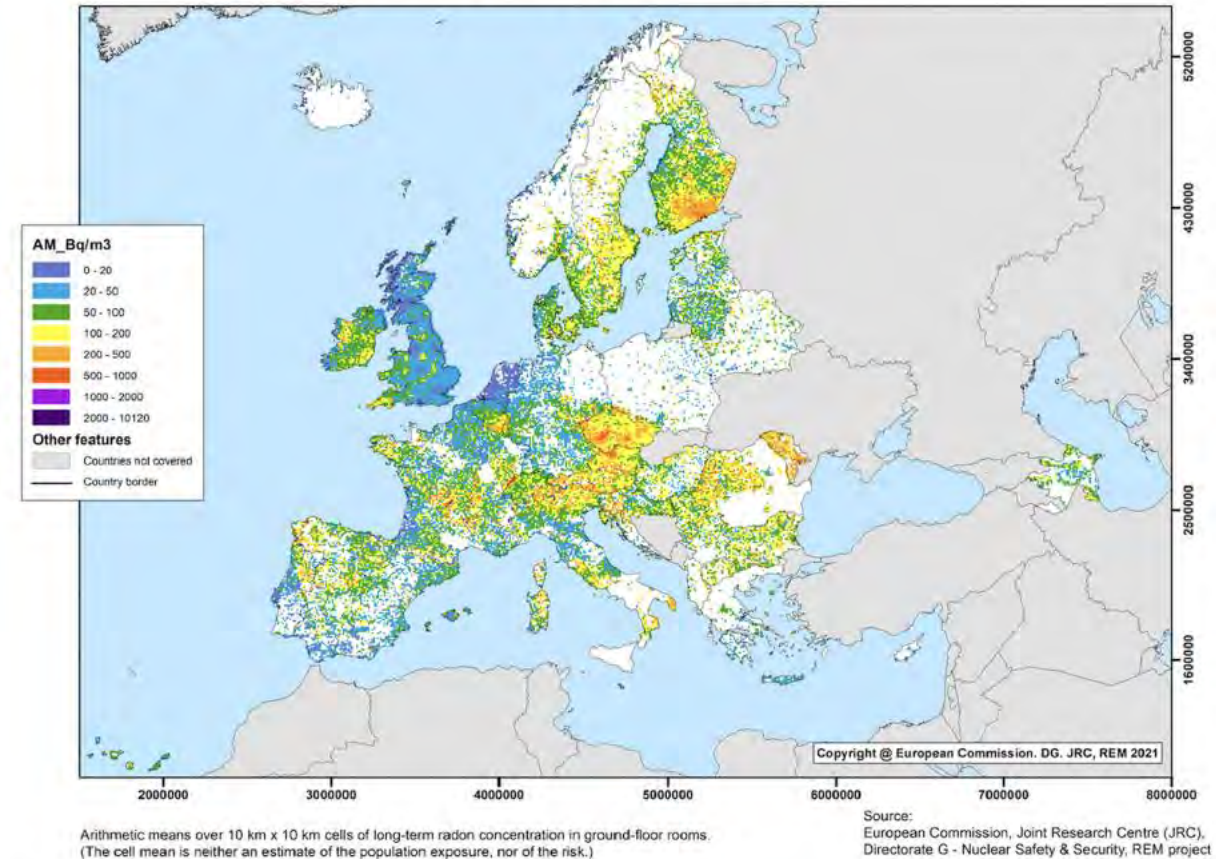 AM_Bq/m3
0 - 20
20 - 50
50 - 100
100 - 200
200 - 500
500 - 1000
1000 - 2000
2000 - 10120
Other features
Countries not covered
Country border
5200000
4300000
3400000
2500000
1600000
Copyright @ European Commission. DG. JRC, REM 2021
2000000 3000000 4000000 5000000 6000000 7000000 8000000
Arithmetic means over 10 km x 10 km cells of long-term radon concentration in ground-floor rooms.
(The cell mean is neither an estimate of the population exposure, nor of the risk.)
Source:
European Commission, Joint Research Centre (JRC),
Directorate G - Nuclear Safety & Security, REM project